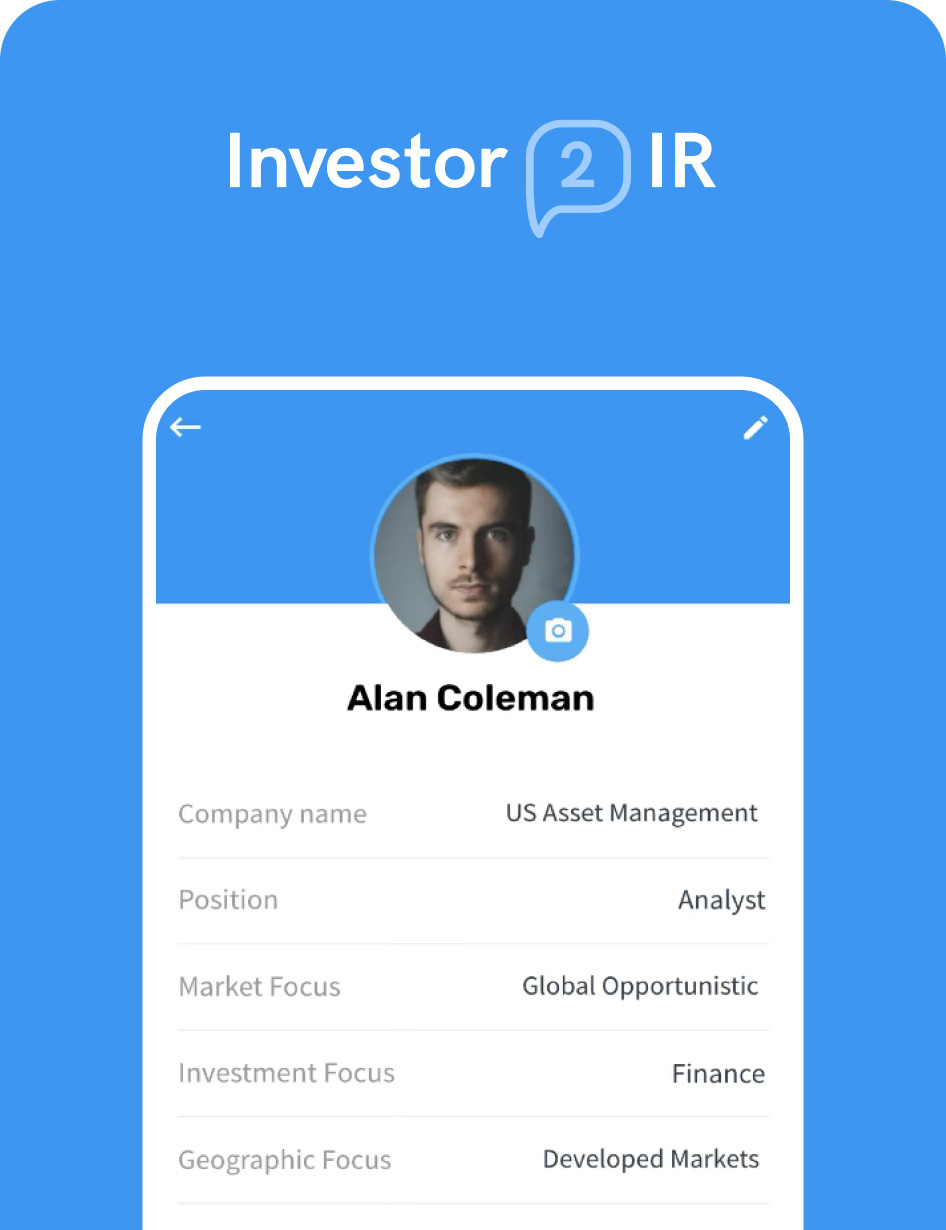 Investor 2 IR
Alan Coleman
Company name US Asset Management
Position Analyst
Market Focus Global Opportunistic
Investment Focus Finance
Geographic Focus Developed Markets